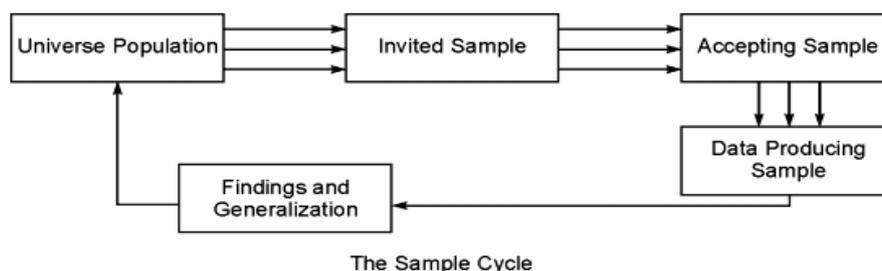 Universe Population
Invited Sample
Accepting Sample
Data Producing
Sample
Findings and
Generalization
The Sample Cycle